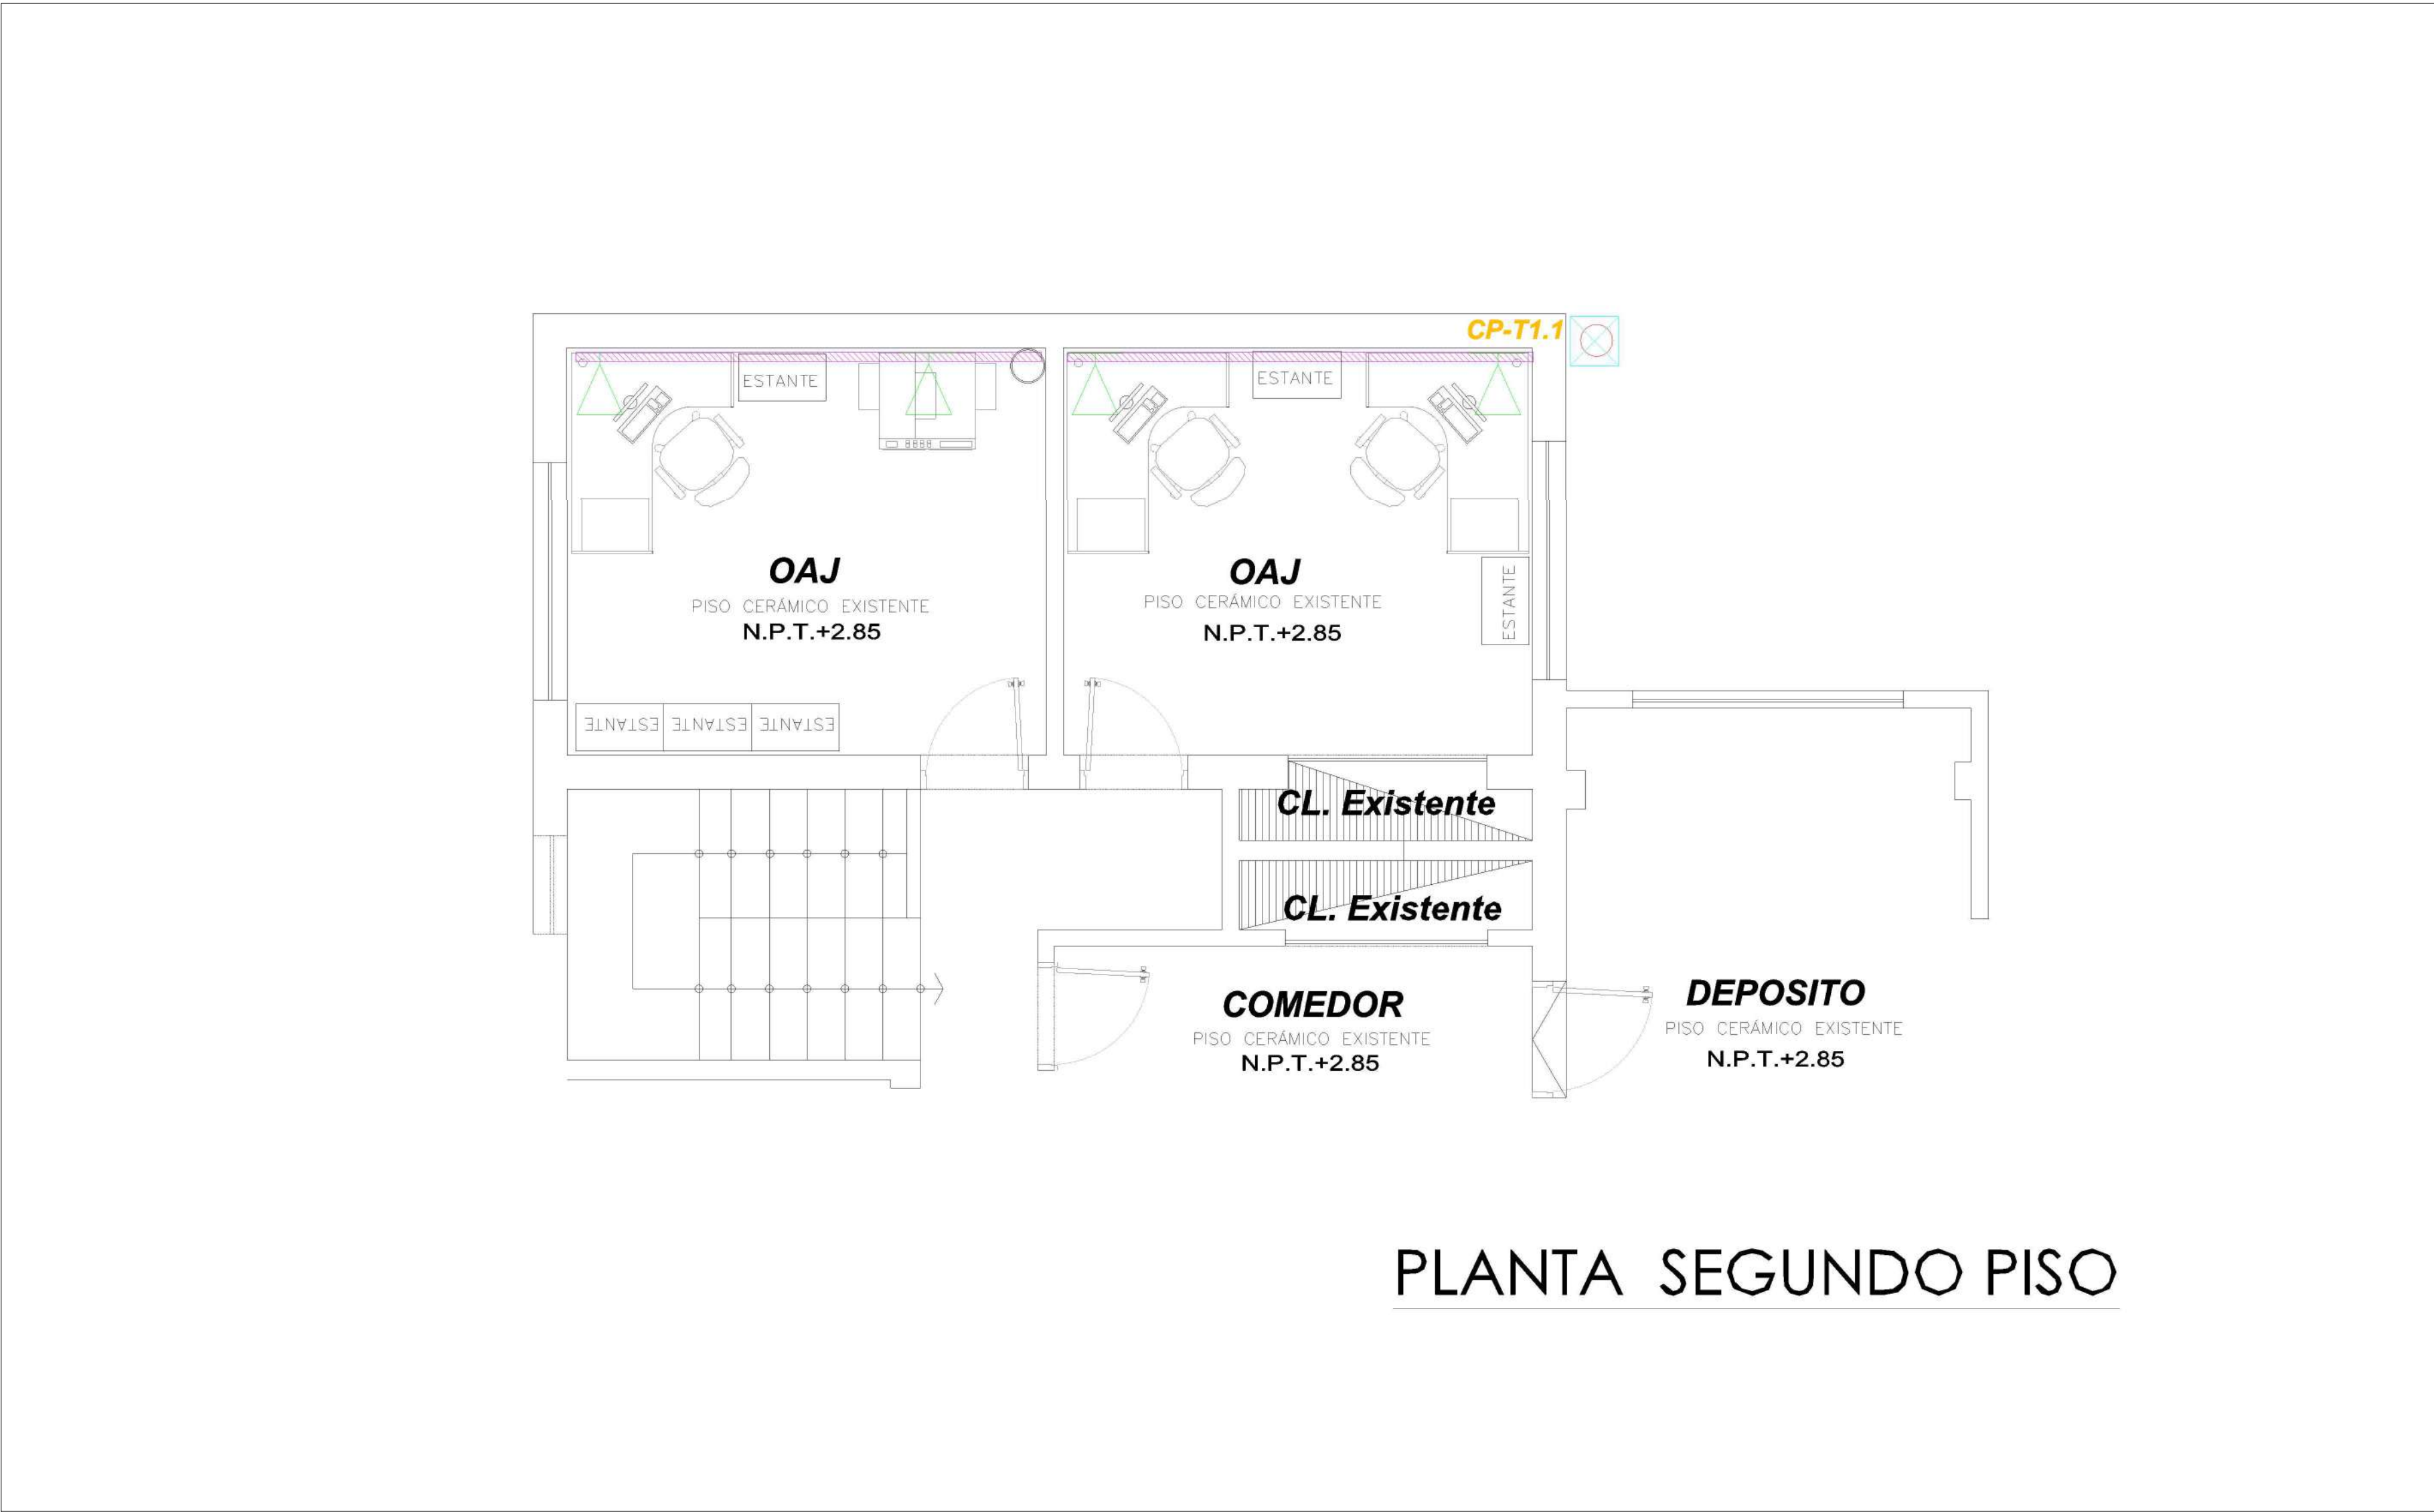 CP-T1.1
ESTANTE
ESTANTE
OAJ
PISO CERÁMICO EXISTENTE
N.P.T.+2.85
OAJ
PISO CERÁMICO EXISTENTE
N.P.T.+2.85
ESTANTE
ESTANTE ESTANTE ESTANTE
CL. Existente
CL. Existente
COMEDOR
PISO CERÁMICO EXISTENTE
N.P.T.+2.85
DEPOSITO
PISO CERÁMICO EXISTENTE
N.P.T.+2.85
PLANTA SEGUNDO PISO